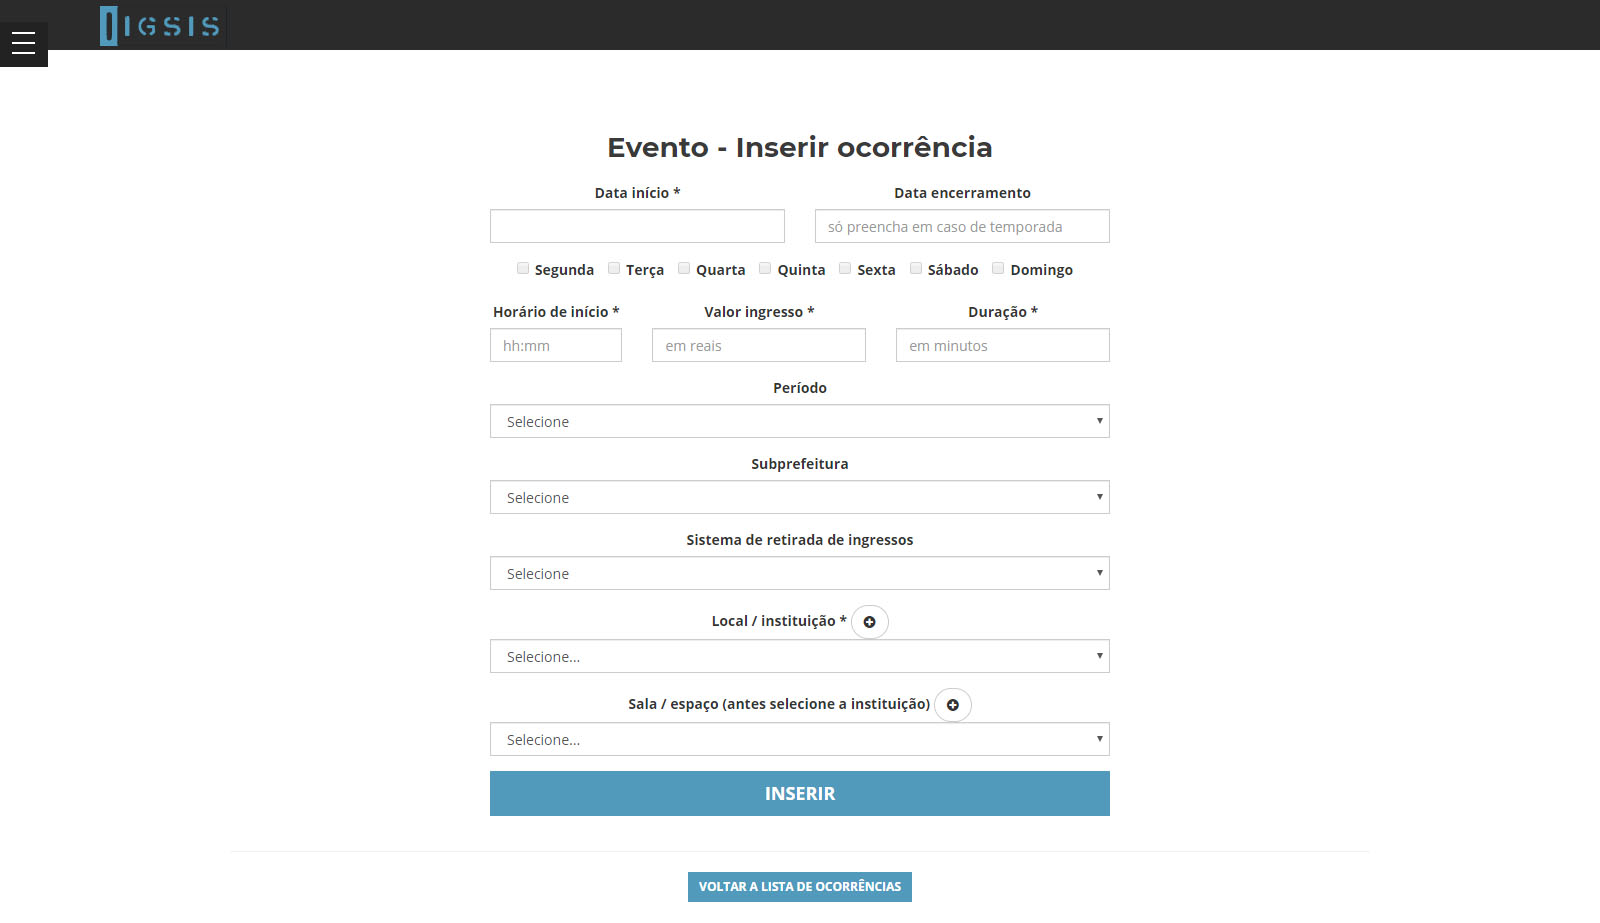 IGSIS
Evento - Inserir ocorrência
Data início * Data encerramento
só preencha em caso de temporada
Segunda Terça Quarta Quinta Sexta Sábado Domingo
Horário de início * Valor ingresso * Duração *
hh:mm em reais em minutos
Período
Selecione
Subprefeitura
Selecione
Sistema de retirada de ingressos
Selecione
Local / instituição *
Selecione...
Sala / espaço (antes selecione a instituição)
Selecione...
INSERIR
VOLTAR A LISTA DE OCORRÊNCIAS